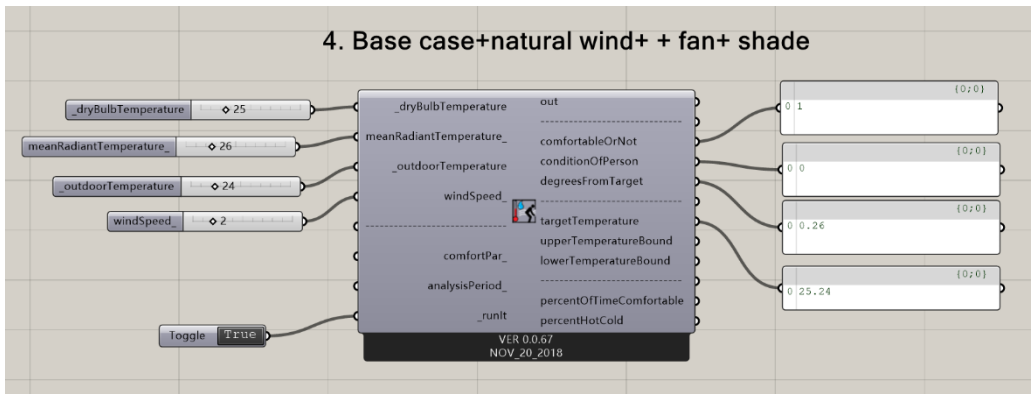 4. Base case+natural wind+ + fan+ shade
_dryBulbTemperature
25
meanRadiantTemperature_
26
_outdoorTemperature
24
windSpeed_
2
Toggle
True
_dryBulbTemperature
meanRadiantTemperature_
_outdoorTemperature
windSpeed_
--------------------
comfortPar_
analysisPeriod_
_runIt
out
--------------------
comfortableOrNot
conditionOfPerson
degreesFromTarget
--------------------
targetTemperature
upperTemperatureBound
lowerTemperatureBound
--------------------
percentOfTimeComfortable
percentHotCold
VER 0.0.67
NOV_20_2018
{0;0}
0 1
{0;0}
0 0
{0;0}
0 0.26
{0;0}
0 25.24